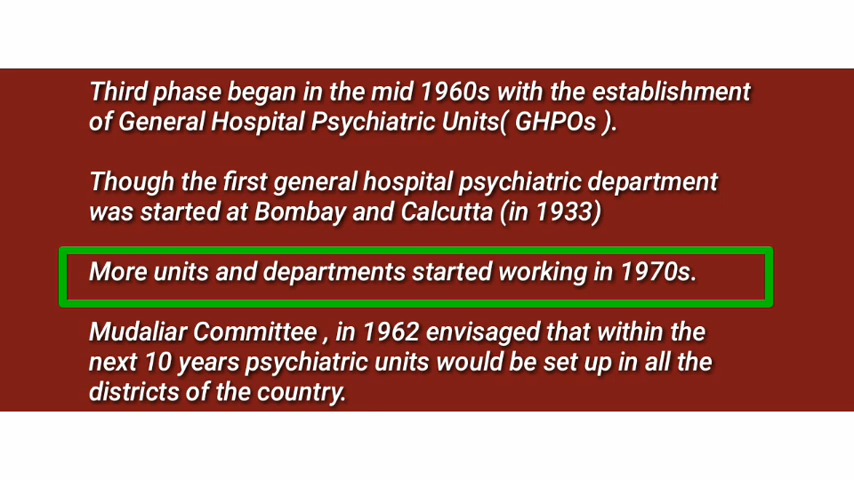 Third phase began in the mid 1960s with the establishment
of General Hospital Psychiatric Units( GHPOs ).
Though the first general hospital psychiatric department
was started at Bombay and Calcutta (in 1933)
More units and departments started working in 1970s.
Mudaliar Committee , in 1962 envisaged that within the
next 10 years psychiatric units would be set up in all the
districts of the country.